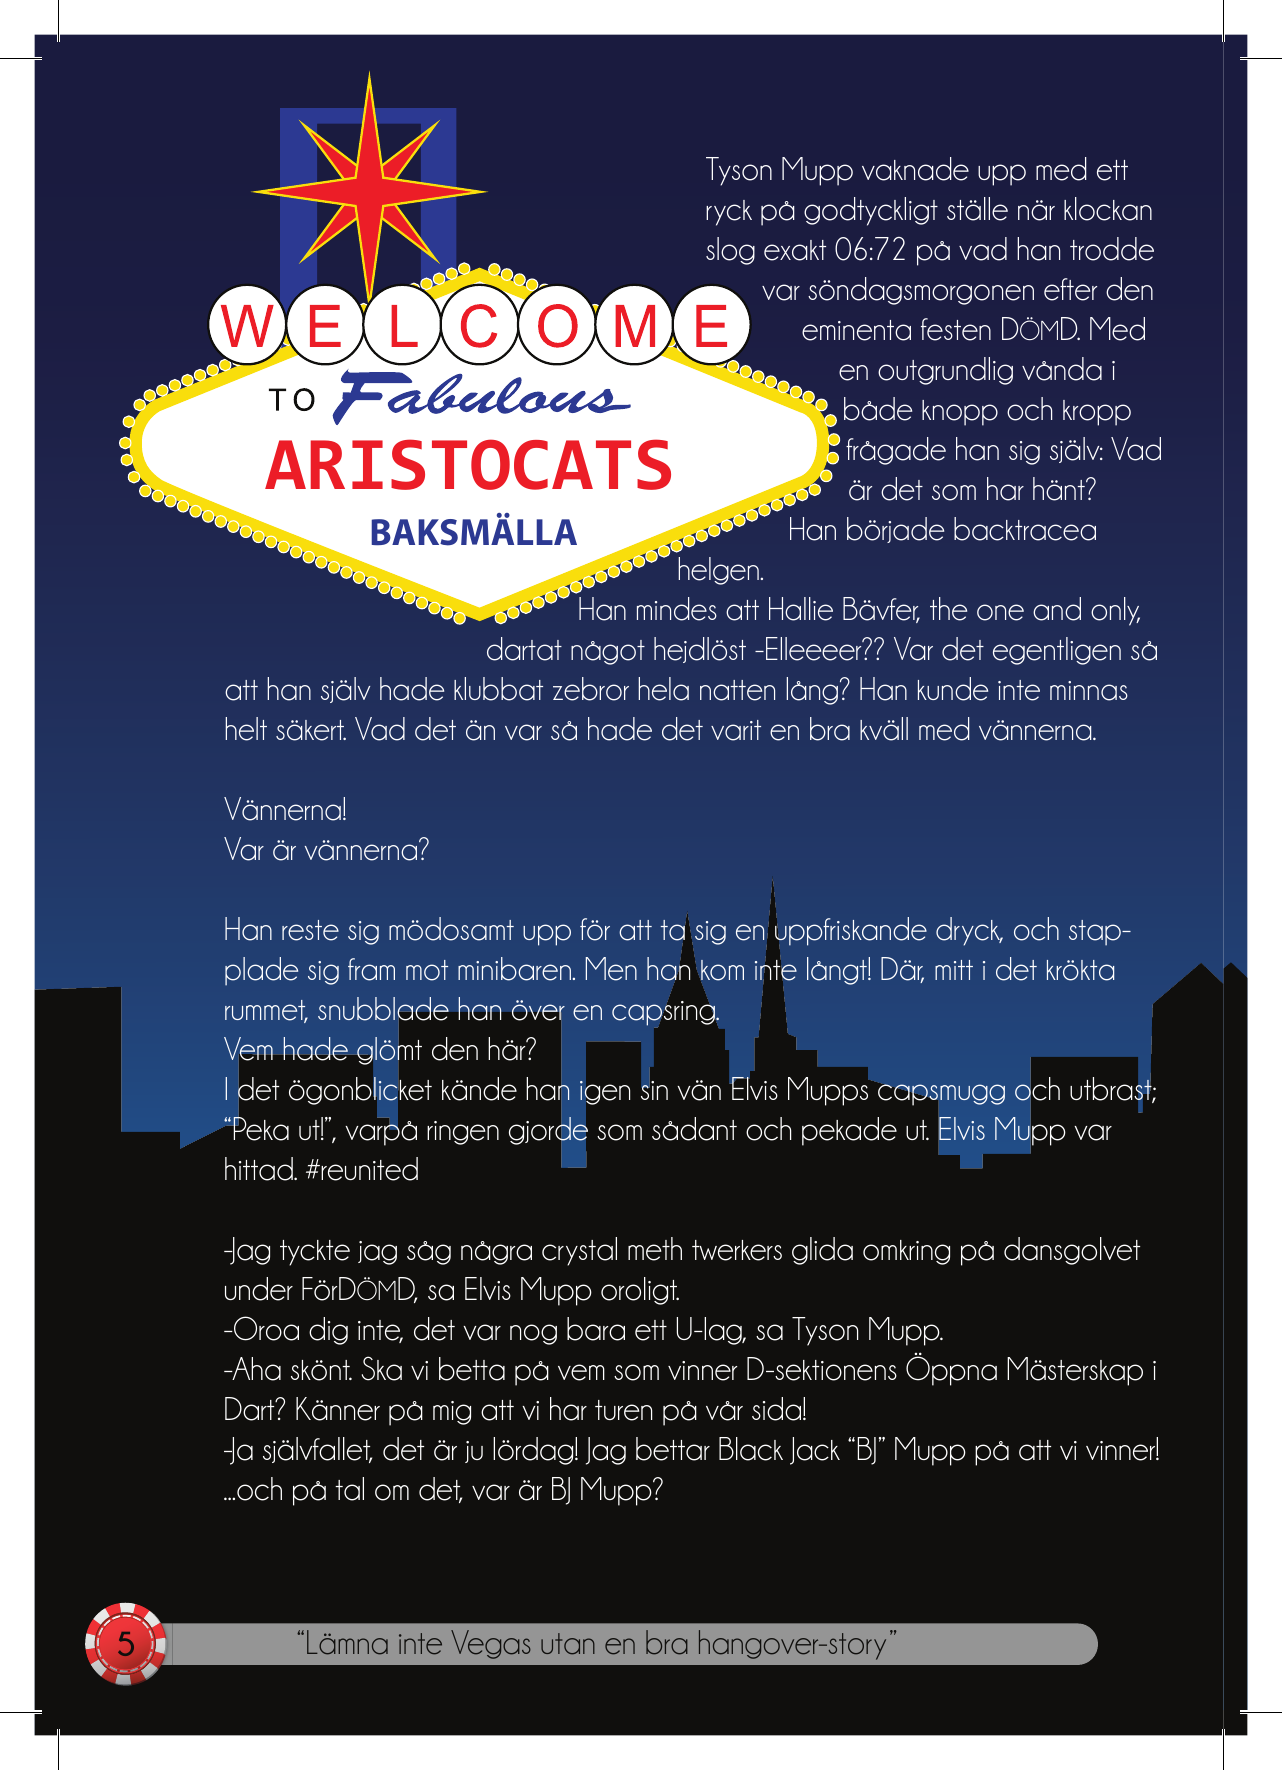 WELCOME
TO Fabulous
ARISTOCATS
BAKSMÄLLA
Tyson Mupp vaknade upp med ett
ryck på godtyckligt ställe när klockan
slog exakt 06:72 på vad han trodde
var söndagsmorgonen efter den
eminenta festen DÖMD. Med
en outgrundlig vånda i
både knopp och kropp
frågade han sig själv: Vad
är det som har hänt?
Han började backtracea
helgen.
Han mindes att Hallie Bävfer, the one and only,
dartat något hejdlöst -Elleeeer?? Var det egentligen så
att han själv hade klubbat zebror hela natten lång? Han kunde inte minnas
helt säkert. Vad det än var så hade det varit en bra kväll med vännerna.
Vännerna!
Var är vännerna?
Han reste sig mödosamt upp för att ta sig en uppfriskande dryck, och stap-
plade sig fram mot minibaren. Men han kom inte långt! Där, mitt i det krökta
rummet, snubblade han över en capsring.
Vem hade glömt den här?
I det ögonblicket kände han igen sin vän Elvis Mupps capsmugg och utbrast;
“Peka ut!”, varpå ringen gjorde som sådant och pekade ut. Elvis Mupp var
hittad. #reunited
-Jag tyckte jag såg några crystal meth twerkers glida omkring på dansgolvet
under FörDÖMD, sa Elvis Mupp oroligt.
-Oroa dig inte, det var nog bara ett U-lag, sa Tyson Mupp.
-Aha skönt. Ska vi betta på vem som vinner D-sektionens Öppna Mästerskap i
Dart? Känner på mig att vi har turen på vår sida!
-Ja självfallet, det är ju lördag! Jag bettar Black Jack “BJ” Mupp på att vi vinner!
...och på tal om det, var är BJ Mupp?
5
“Lämna inte Vegas utan en bra hangover-story”